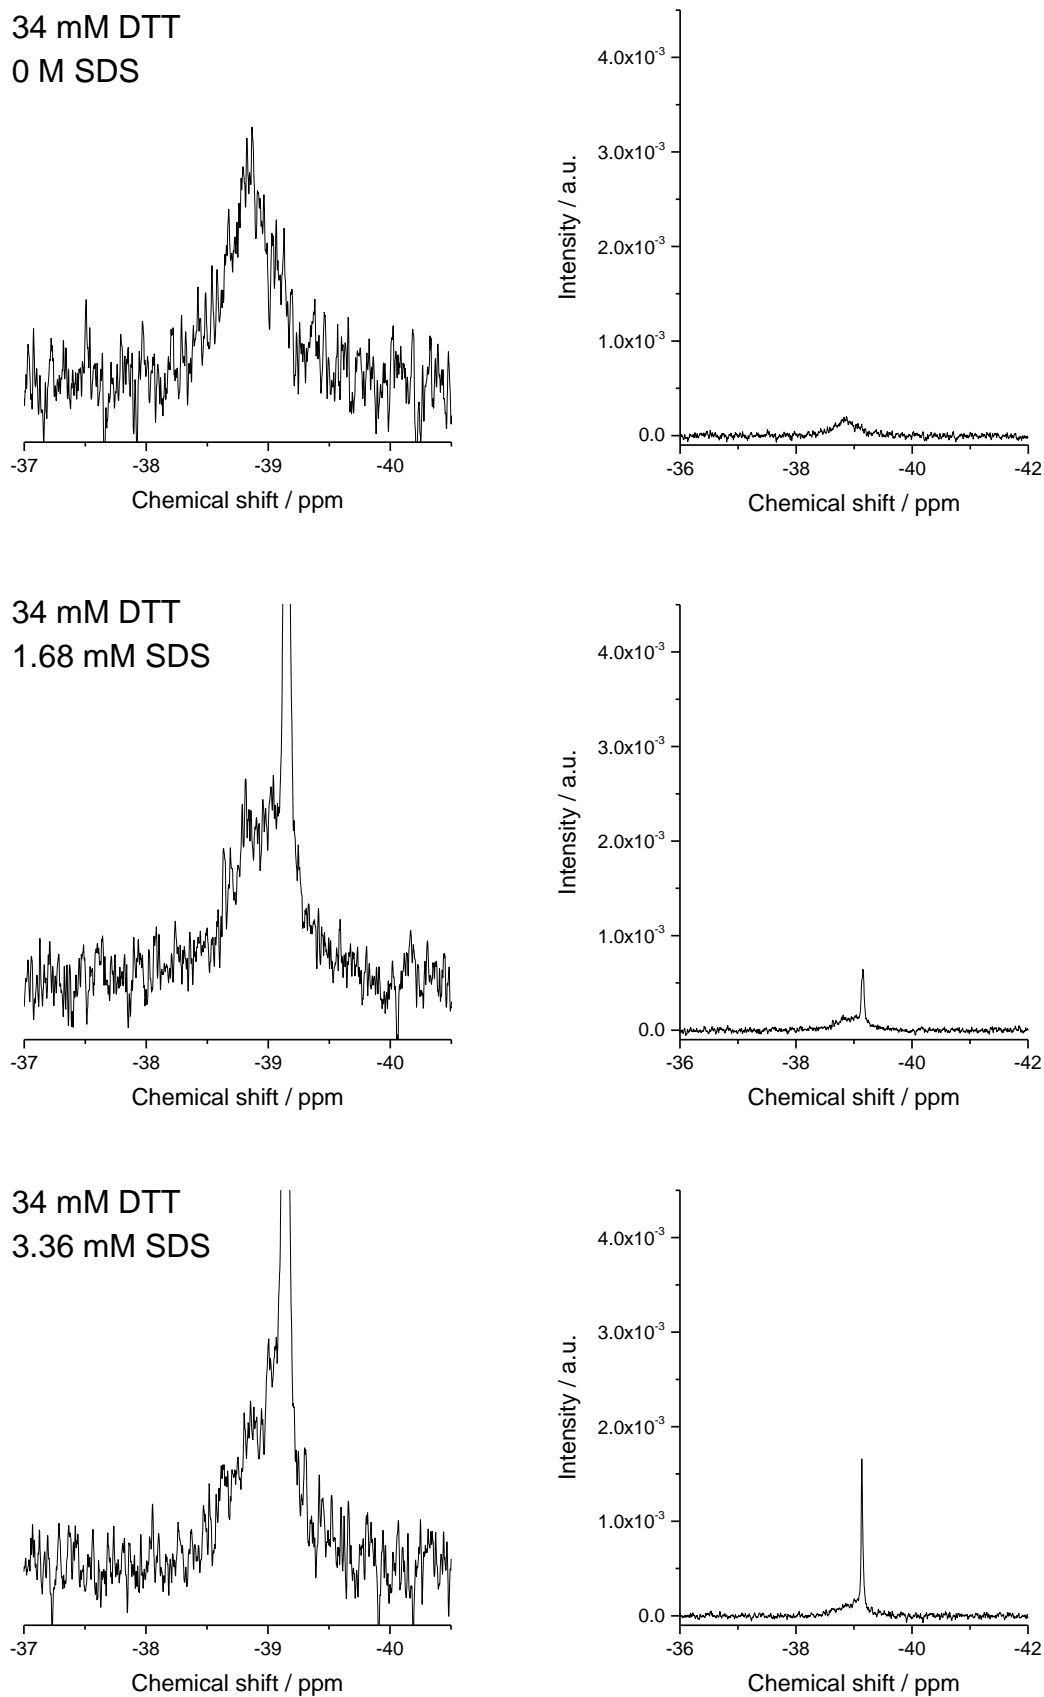 34 mM DTT
0 M SDS
-37 -38 -39 -40
Chemical shift / ppm
Intensity / a.u.
4.0x10⁻³
3.0x10⁻³
2.0x10⁻³
1.0x10⁻³
0.0
-36 -38 -40 -42
Chemical shift / ppm
34 mM DTT
1.68 mM SDS
-37 -38 -39 -40
Chemical shift / ppm
Intensity / a.u.
4.0x10⁻³
3.0x10⁻³
2.0x10⁻³
1.0x10⁻³
0.0
-36 -38 -40 -42
Chemical shift / ppm
34 mM DTT
3.36 mM SDS
-37 -38 -39 -40
Chemical shift / ppm
Intensity / a.u.
4.0x10⁻³
3.0x10⁻³
2.0x10⁻³
1.0x10⁻³
0.0
-36 -38 -40 -42
Chemical shift / ppm